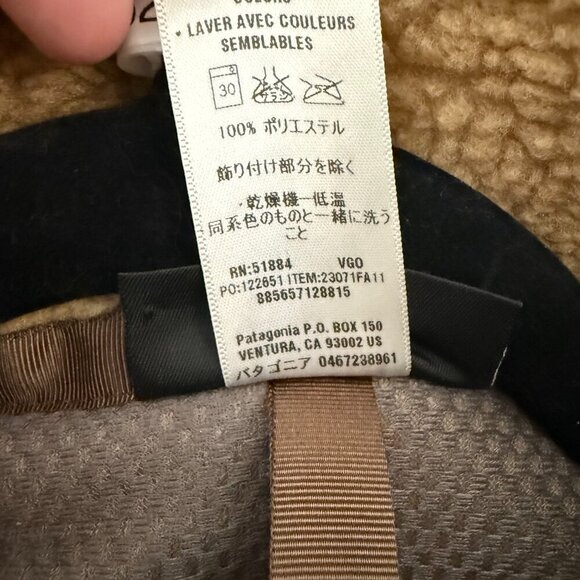 COLORS
• LAVER AVEC COULEURS
SEMBLABLES
30
100% ポリエステル
飾り付け部分を除く
・乾燥機一低温
同系色のものと一緒に洗う
こと
RN:51884 VGO
PO:122651 ITEM:23071FA11
885657128815
Patagonia P.O. BOX 150
VENTURA, CA 93002 US
パタゴニア 0467238961